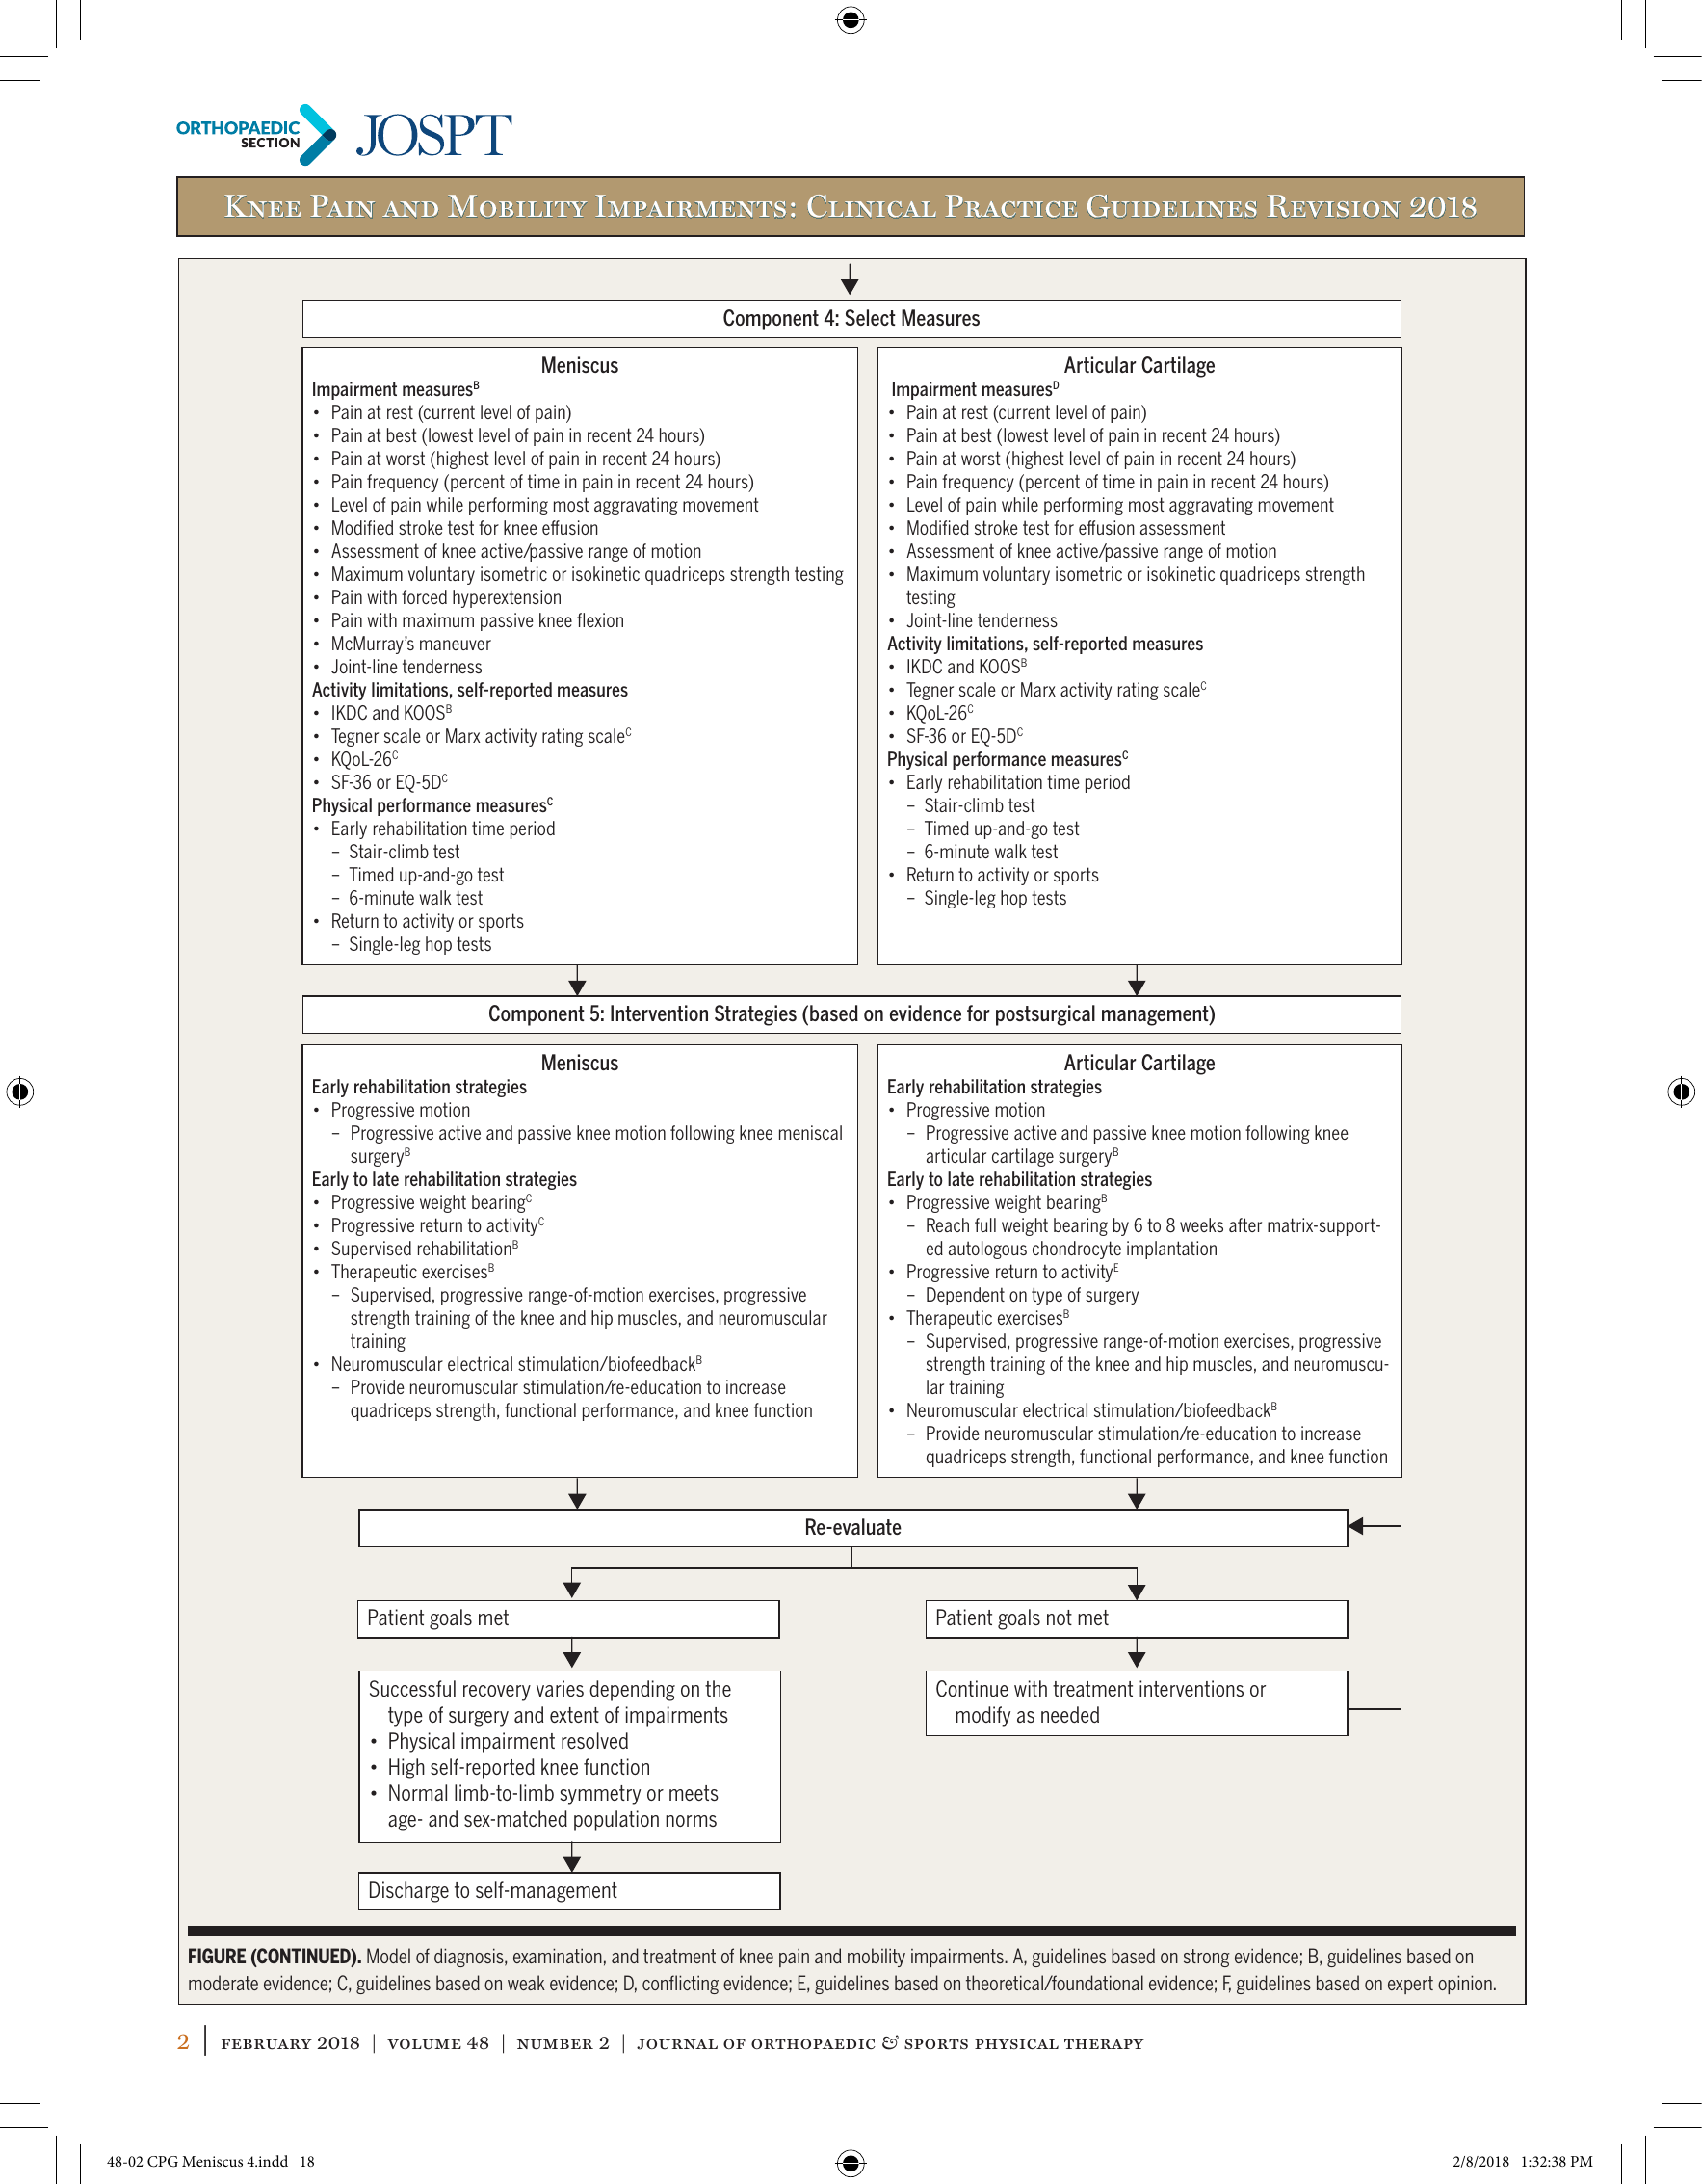 ORTHOPAEDIC
SECTION
JOSPT
Knee Pain and Mobility Impairments: Clinical Practice Guidelines Revision 2018
Component 4: Select Measures
Meniscus
Impairment measuresB
• Pain at rest (current level of pain)
• Pain at best (lowest level of pain in recent 24 hours)
• Pain at worst (highest level of pain in recent 24 hours)
• Pain frequency (percent of time in pain in recent 24 hours)
• Level of pain while performing most aggravating movement
• Modified stroke test for knee effusion
• Assessment of knee active/passive range of motion
• Maximum voluntary isometric or isokinetic quadriceps strength testing
• Pain with forced hyperextension
• Pain with maximum passive knee flexion
• McMurray's maneuver
• Joint-line tenderness
Activity limitations, self-reported measures
• IKDC and KOOSB
• Tegner scale or Marx activity rating scaleC
• KQoL-26C
• SF-36 or EQ-5DC
Physical performance measuresC
• Early rehabilitation time period
– Stair-climb test
– Timed up-and-go test
– 6-minute walk test
• Return to activity or sports
– Single-leg hop tests
Articular Cartilage
Impairment measuresD
• Pain at rest (current level of pain)
• Pain at best (lowest level of pain in recent 24 hours)
• Pain at worst (highest level of pain in recent 24 hours)
• Pain frequency (percent of time in pain in recent 24 hours)
• Level of pain while performing most aggravating movement
• Modified stroke test for effusion assessment
• Assessment of knee active/passive range of motion
• Maximum voluntary isometric or isokinetic quadriceps strength
testing
• Joint-line tenderness
Activity limitations, self-reported measures
• IKDC and KOOSB
• Tegner scale or Marx activity rating scaleC
• KQoL-26C
• SF-36 or EQ-5DC
Physical performance measuresC
• Early rehabilitation time period
– Stair-climb test
– Timed up-and-go test
– 6-minute walk test
• Return to activity or sports
– Single-leg hop tests
Component 5: Intervention Strategies (based on evidence for postsurgical management)
Meniscus
Early rehabilitation strategies
• Progressive motion
– Progressive active and passive knee motion following knee meniscal
surgeryB
Early to late rehabilitation strategies
• Progressive weight bearingC
• Progressive return to activityC
• Supervised rehabilitationB
• Therapeutic exercisesB
– Supervised, progressive range-of-motion exercises, progressive
strength training of the knee and hip muscles, and neuromuscular
training
• Neuromuscular electrical stimulation/biofeedbackB
– Provide neuromuscular stimulation/re-education to increase
quadriceps strength, functional performance, and knee function
Articular Cartilage
Early rehabilitation strategies
• Progressive motion
– Progressive active and passive knee motion following knee
articular cartilage surgeryB
Early to late rehabilitation strategies
• Progressive weight bearingB
– Reach full weight bearing by 6 to 8 weeks after matrix-support-
ed autologous chondrocyte implantation
• Progressive return to activityE
– Dependent on type of surgery
• Therapeutic exercisesB
– Supervised, progressive range-of-motion exercises, progressive
strength training of the knee and hip muscles, and neuromuscu-
lar training
• Neuromuscular electrical stimulation/biofeedbackB
– Provide neuromuscular stimulation/re-education to increase
quadriceps strength, functional performance, and knee function
Re-evaluate
Patient goals met
Patient goals not met
Successful recovery varies depending on the
type of surgery and extent of impairments
• Physical impairment resolved
• High self-reported knee function
• Normal limb-to-limb symmetry or meets
age- and sex-matched population norms
Continue with treatment interventions or
modify as needed
Discharge to self-management
FIGURE (CONTINUED). Model of diagnosis, examination, and treatment of knee pain and mobility impairments. A, guidelines based on strong evidence; B, guidelines based on
moderate evidence; C, guidelines based on weak evidence; D, conflicting evidence; E, guidelines based on theoretical/foundational evidence; F, guidelines based on expert opinion.
2 | february 2018 | volume 48 | number 2 | journal of orthopaedic & sports physical therapy
48-02 CPG Meniscus 4.indd 18
2/8/2018 1:32:38 PM